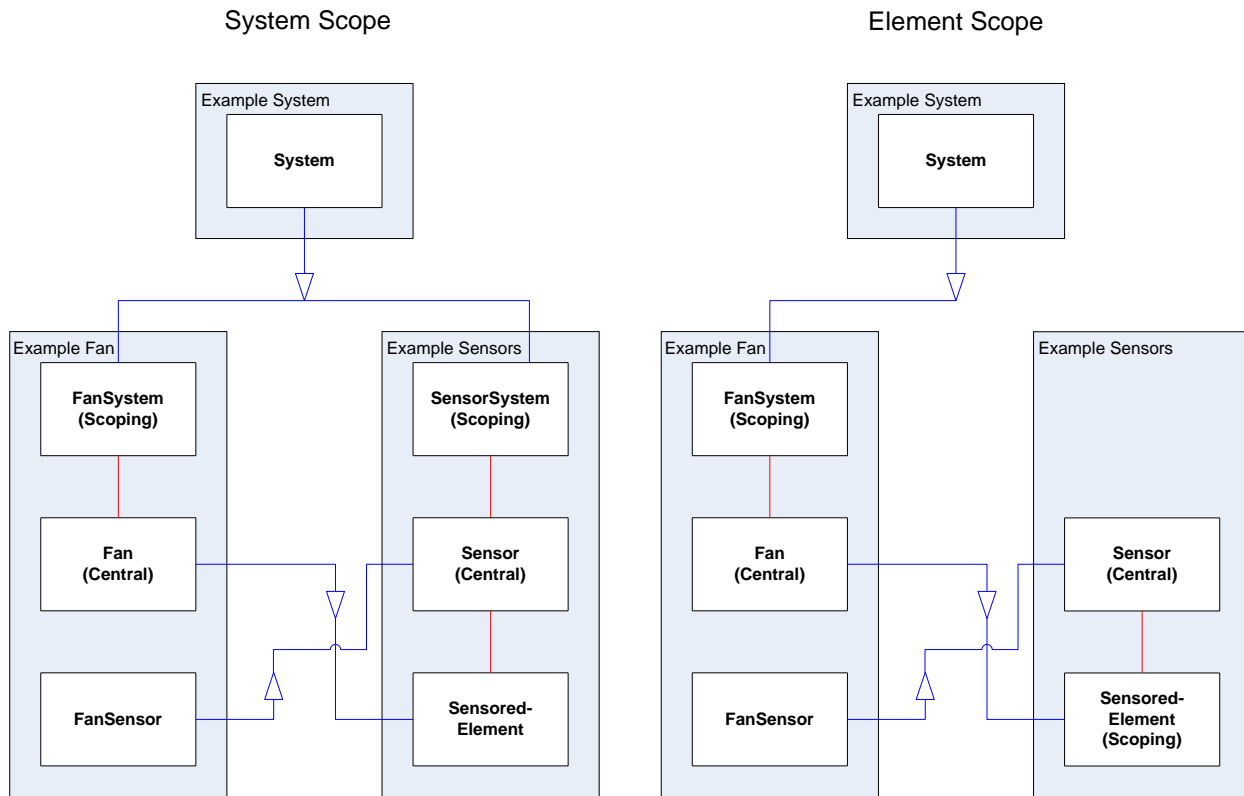 System Scope
Element Scope
Example System
System
Example System
System
Example Fan
FanSystem
(Scoping)
Fan
(Central)
FanSensor
Example Sensors
SensorSystem
(Scoping)
Sensor
(Central)
Sensored-
Element
Example Fan
FanSystem
(Scoping)
Fan
(Central)
FanSensor
Example Sensors
Sensor
(Central)
Sensored-
Element
(Scoping)